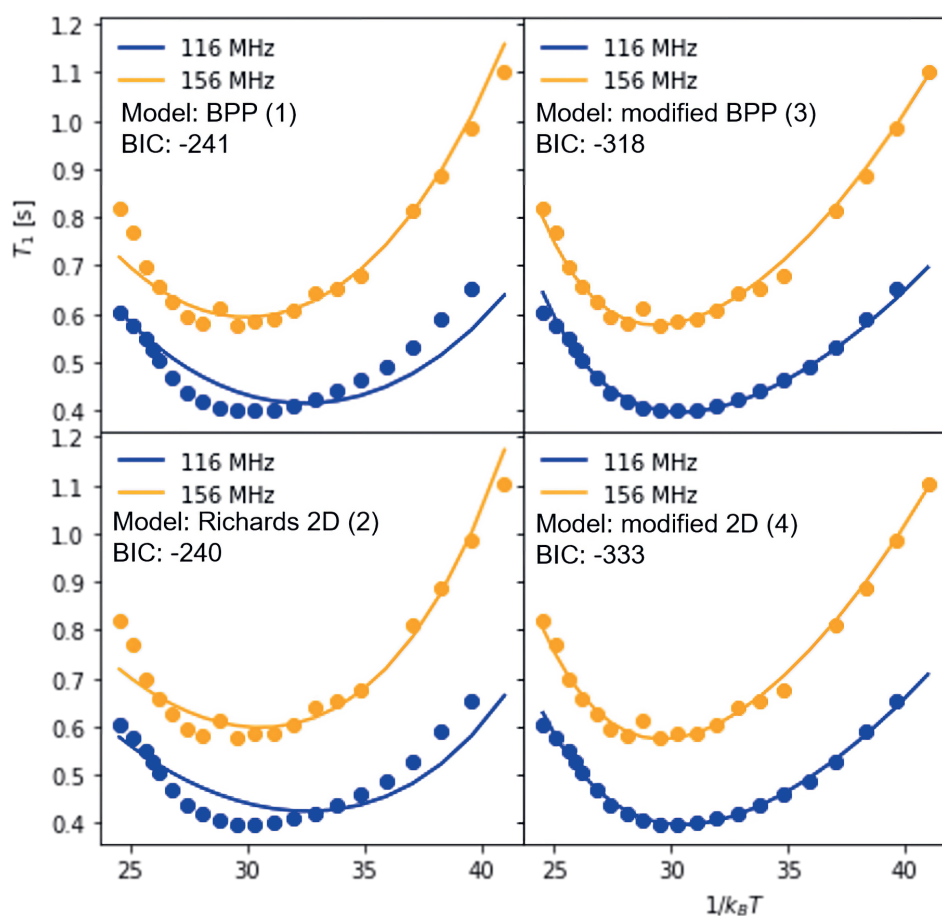 1.2
1.1
1.0
0.9
0.8
0.7
0.6
0.5
0.4
T₁ [s]
116 MHz
156 MHz
Model: BPP (1)
BIC: -241
116 MHz
156 MHz
Model: modified BPP (3)
BIC: -318
1.2
1.1
1.0
0.9
0.8
0.7
0.6
0.5
0.4
116 MHz
156 MHz
Model: Richards 2D (2)
BIC: -240
116 MHz
156 MHz
Model: modified 2D (4)
BIC: -333
25 30 35 40
25 30 35 40
1/k_BT